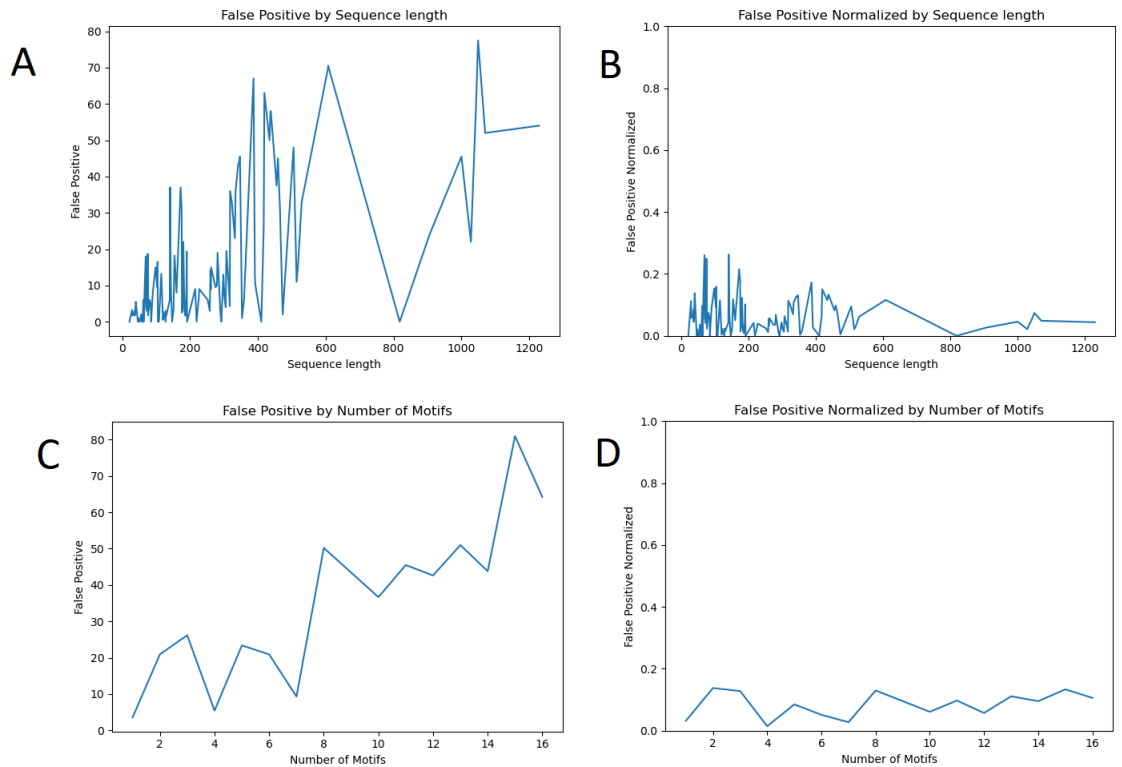 A
False Positive by Sequence length
False Positive
80
70
60
50
40
30
20
10
0
0 200 400 600 800 1000 1200
Sequence length
B
False Positive Normalized by Sequence length
False Positive Normalized
1.0
0.8
0.6
0.4
0.2
0.0
0 200 400 600 800 1000 1200
Sequence length
C
False Positive by Number of Motifs
False Positive
80
70
60
50
40
30
20
10
0
2 4 6 8 10 12 14 16
Number of Motifs
D
False Positive Normalized by Number of Motifs
False Positive Normalized
1.0
0.8
0.6
0.4
0.2
0.0
2 4 6 8 10 12 14 16
Number of Motifs